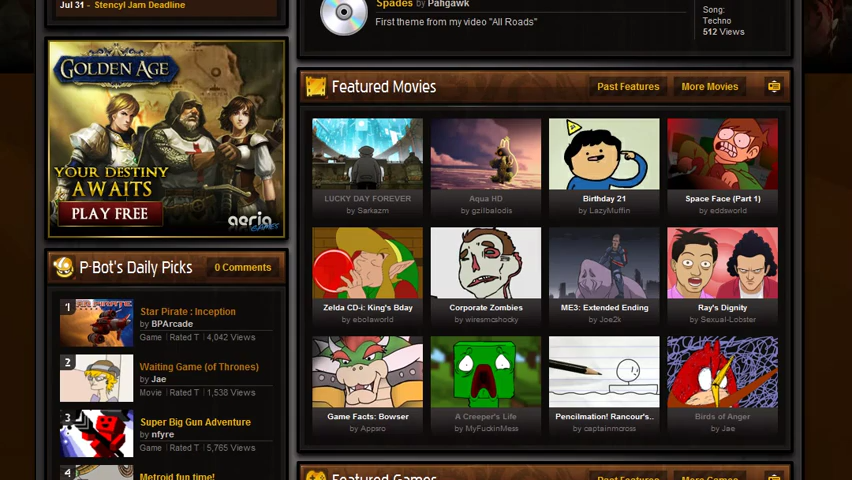 Jul 31 - Stencyl Jam Deadline
Spades by Pahgawk
First theme from my video "All Roads"
Song:
Techno
512 Views
GOLDEN AGE
YOUR DESTINY
AWAITS
PLAY FREE
aeria
GAMES
Featured Movies
Past Features
More Movies
LUCKY DAY FOREVER
by Sarkazm
Aqua HD
by gzilbalodis
Birthday 21
by LazyMuffin
Space Face (Part 1)
by eddsworld
Zelda CD-i: King's Bday
by ebolaworld
Corporate Zombies
by wiresmcshocky
ME3: Extended Ending
by Joe2k
Ray's Dignity
by Sexual-Lobster
Game Facts: Bowser
by Appsro
A Creeper's Life
by MyFuckinMess
Pencilmation! Rancour's..
by captainmcross
Birds of Anger
by Jae
P-Bot's Daily Picks
0 Comments
1
Star Pirate : Inception
by BPArcade
Game | Rated T | 4,042 Views
2
Waiting Game (of Thrones)
by Jae
Movie | Rated T | 1,538 Views
3
Super Big Gun Adventure
by nfyre
Game | Rated T | 5,765 Views
4
Metroid fun time!
Featured Games
Past Features
More Games